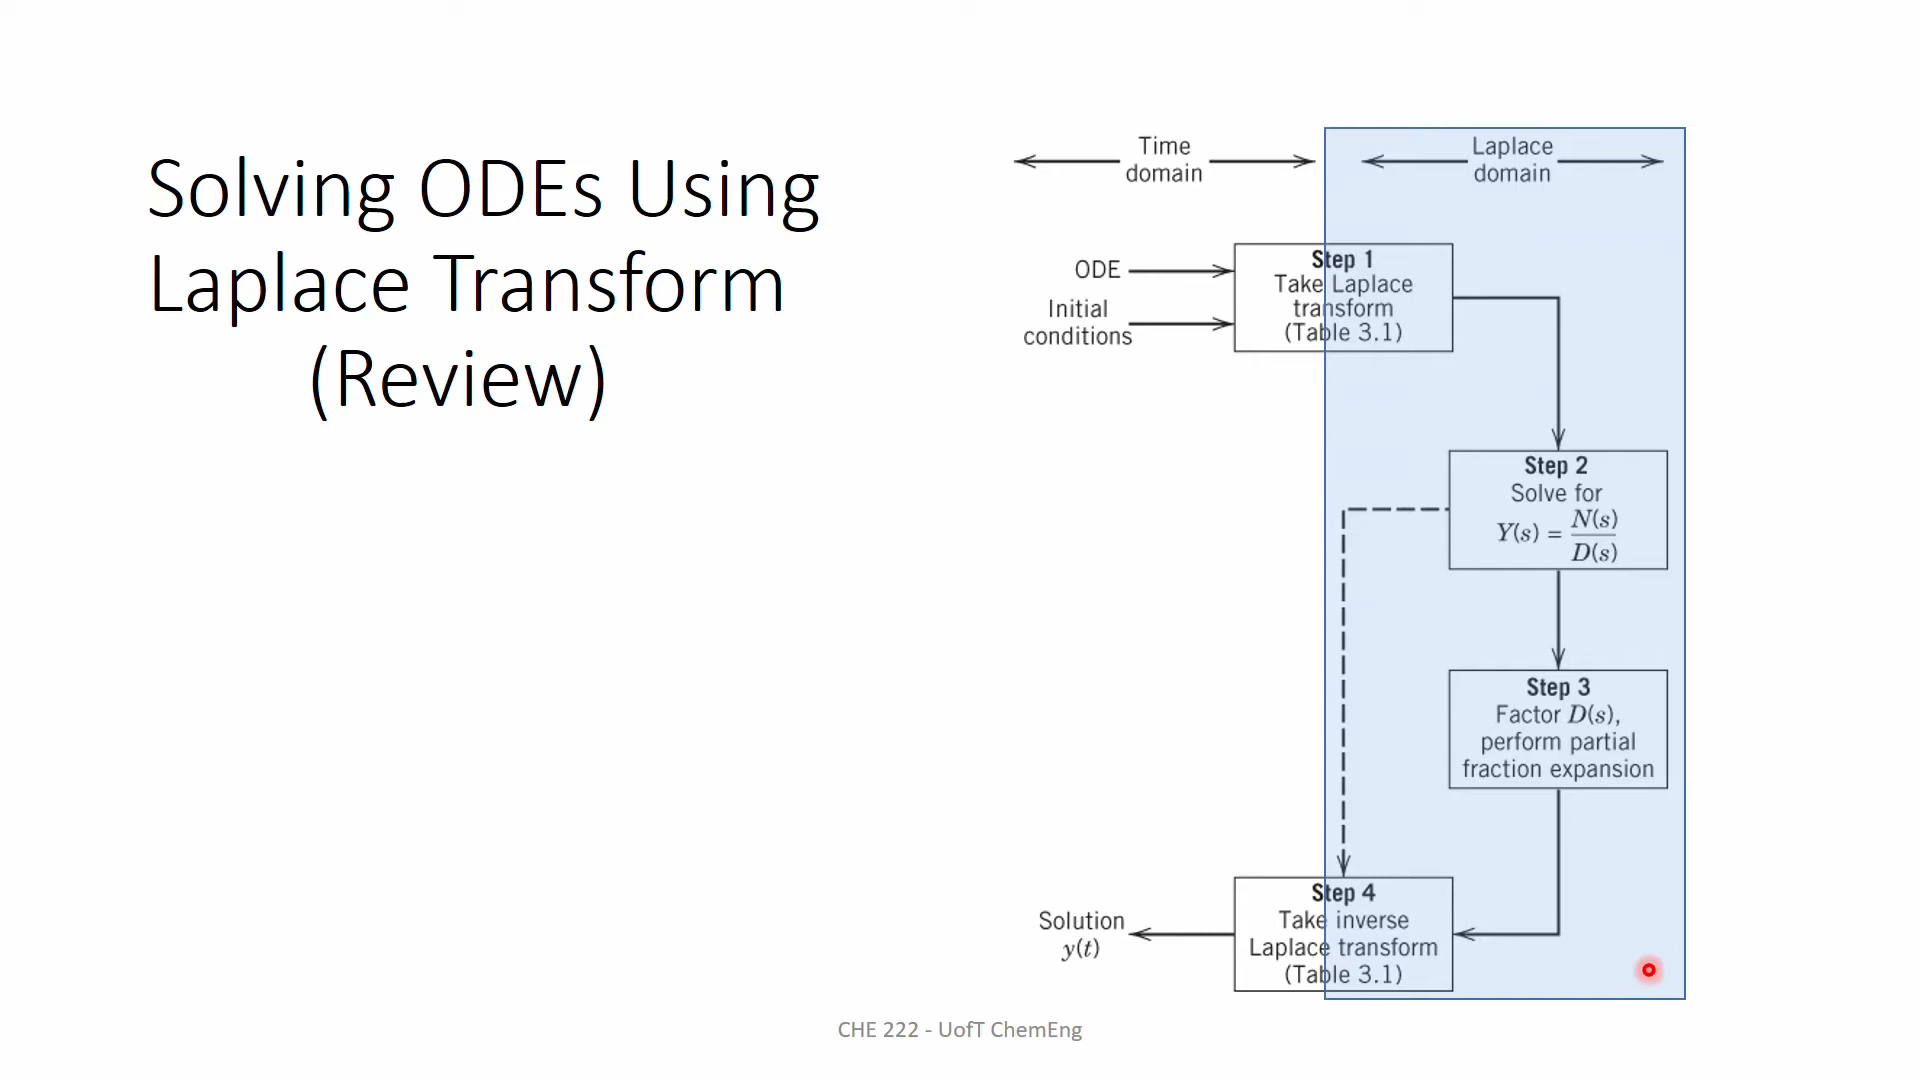 Solving ODEs Using
Laplace Transform
(Review)
Time
domain
Laplace
domain
ODE
Initial
conditions
Step 1
Take Laplace
transform
(Table 3.1)
Step 2
Solve for
Y(s) = N(s)
D(s)
Step 3
Factor D(s),
perform partial
fraction expansion
Step 4
Take inverse
Laplace transform
(Table 3.1)
Solution
y(t)
CHE 222 - UofT ChemEng